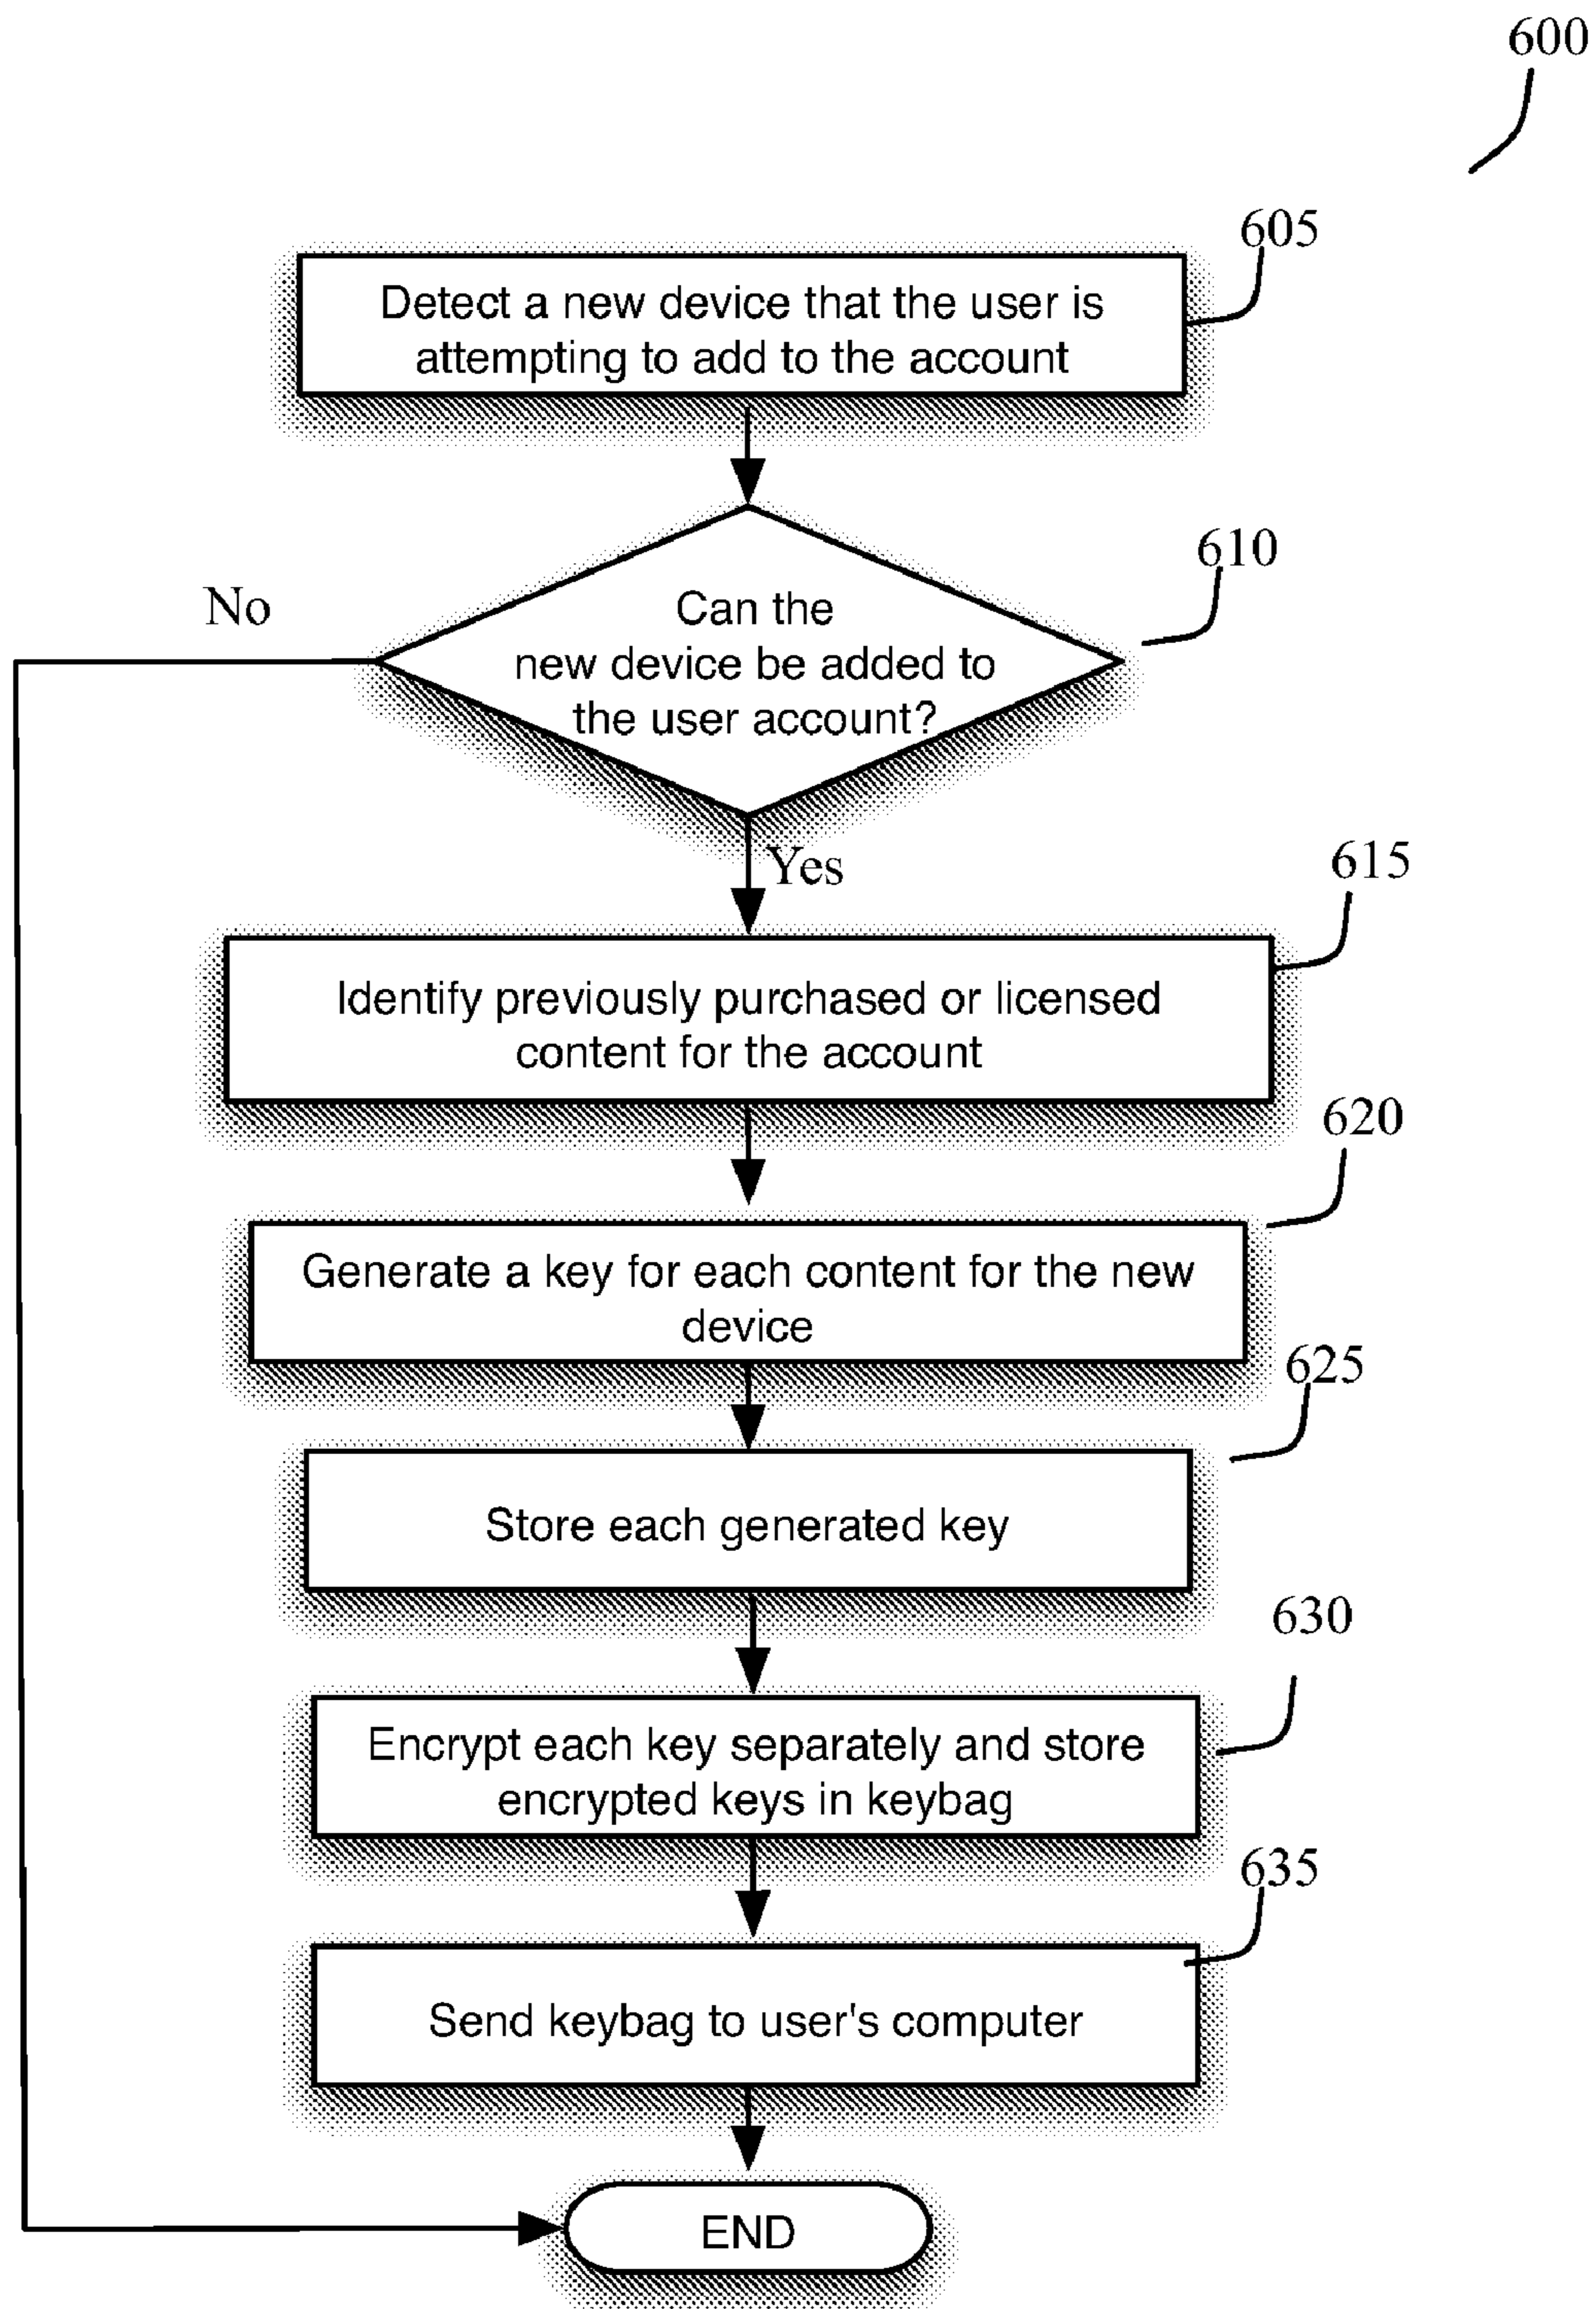 600
605
Detect a new device that the user is
attempting to add to the account
610
No
Can the
new device be added to
the user account?
Yes
615
Identify previously purchased or licensed
content for the account
620
Generate a key for each content for the new
device
625
Store each generated key
630
Encrypt each key separately and store
encrypted keys in keybag
635
Send keybag to user's computer
END